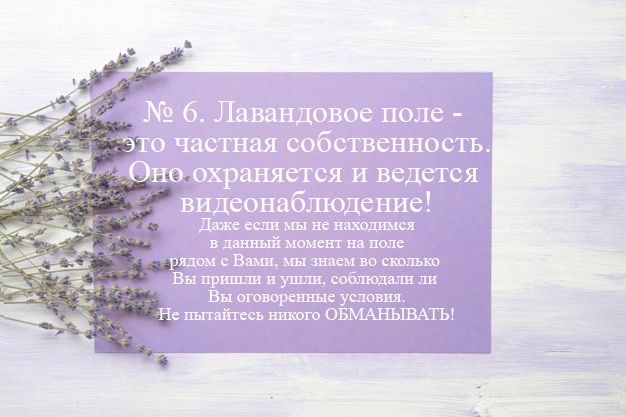 № 6. Лавандовое поле -
это частная собственность.
Оно охраняется и ведется
видеонаблюдение!
Даже если мы не находимся
в данный момент на поле
рядом с Вами, мы знаем во сколько
Вы пришли и ушли, соблюдали ли
Вы оговоренные условия.
Не пытайтесь никого ОБМАНЫВАТЬ!